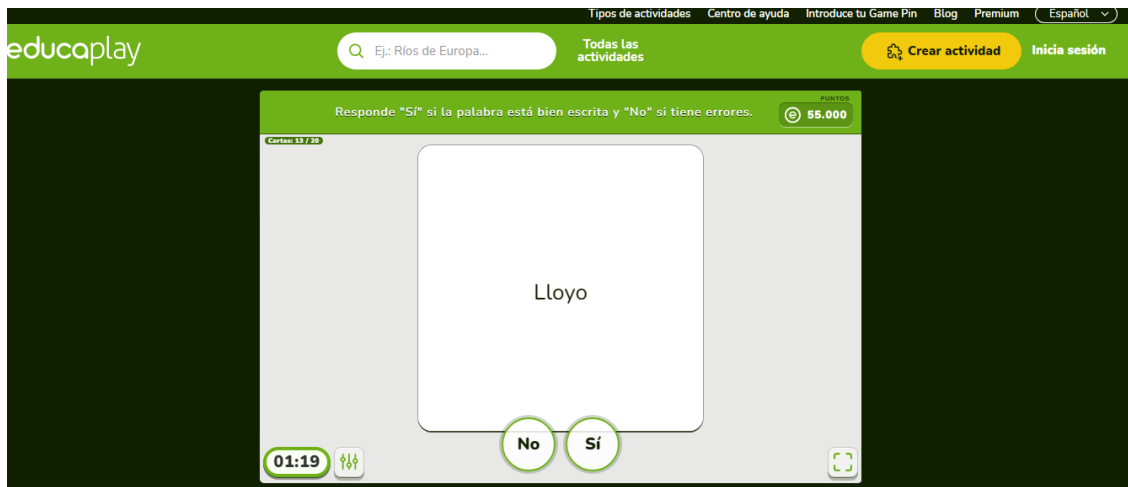 Tipos de actividades Centro de ayuda Introduce tu Game Pin Blog Premium Español
educaplay
Ej.: Ríos de Europa...
Todas las
actividades
Crear actividad
Inicia sesión
Responde "Sí" si la palabra está bien escrita y "No" si tiene errores.
PUNTOS
e 55.000
Cartas: 13 / 20
Lloyo
No Sí
01:19